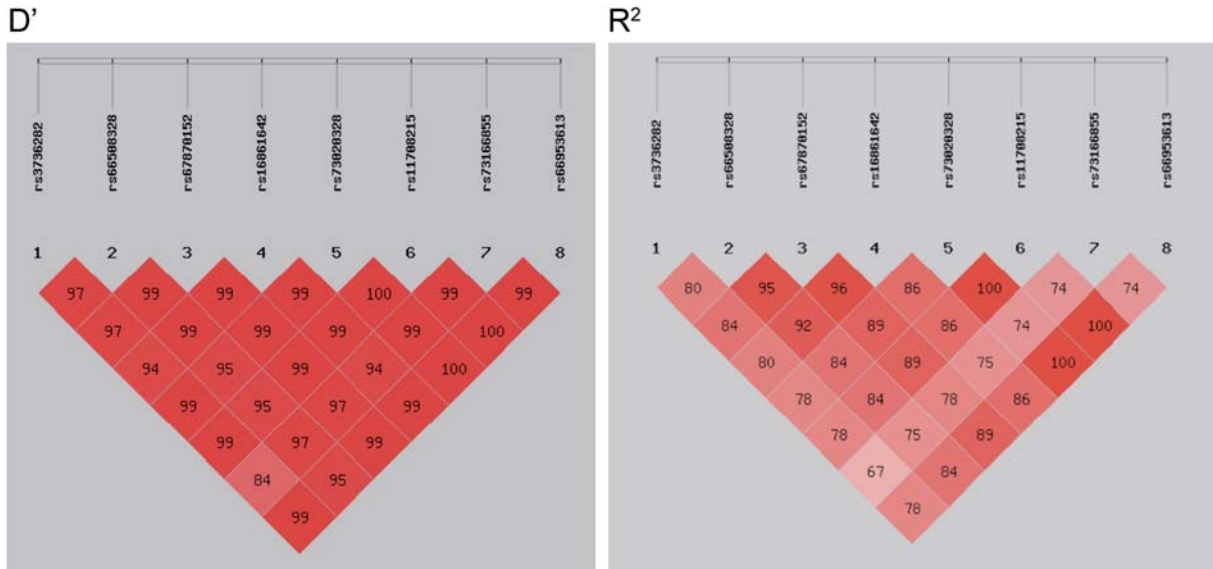 D'
rs3736282
rs66508328
rs67870152
rs16861642
rs73020328
rs11708215
rs73166855
rs66953613
1 2 3 4 5 6 7 8
97 99 99 99 100 99 99
97 99 99 99 99 100
94 95 99 94 100
99 95 97 99
99 97 99
84 95
99
R²
rs3736282
rs66508328
rs67870152
rs16861642
rs73020328
rs11708215
rs73166855
rs66953613
1 2 3 4 5 6 7 8
80 95 96 86 100 74 74
84 92 89 86 74 100
80 84 89 75 100
78 84 78 86
78 75 89
67 84
78